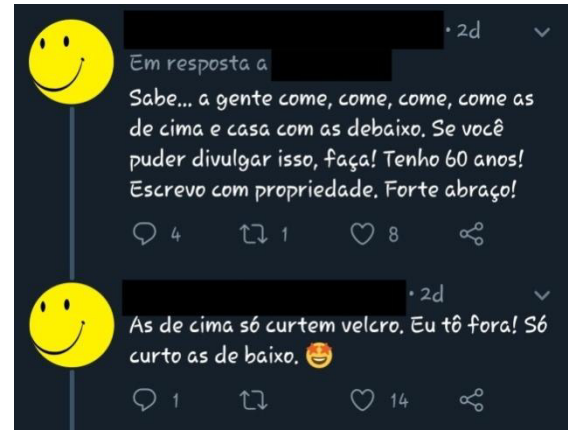 · 2d
Em resposta a
Sabe... a gente come, come, come, come as
de cima e casa com as debaixo. Se você
puder divulgar isso, faça! Tenho 60 anos!
Escrevo com propriedade. Forte abraço!
4 1 8
· 2d
As de cima só curtem velcro. Eu tô fora! Só
curto as de baixo. 🤩
1 14